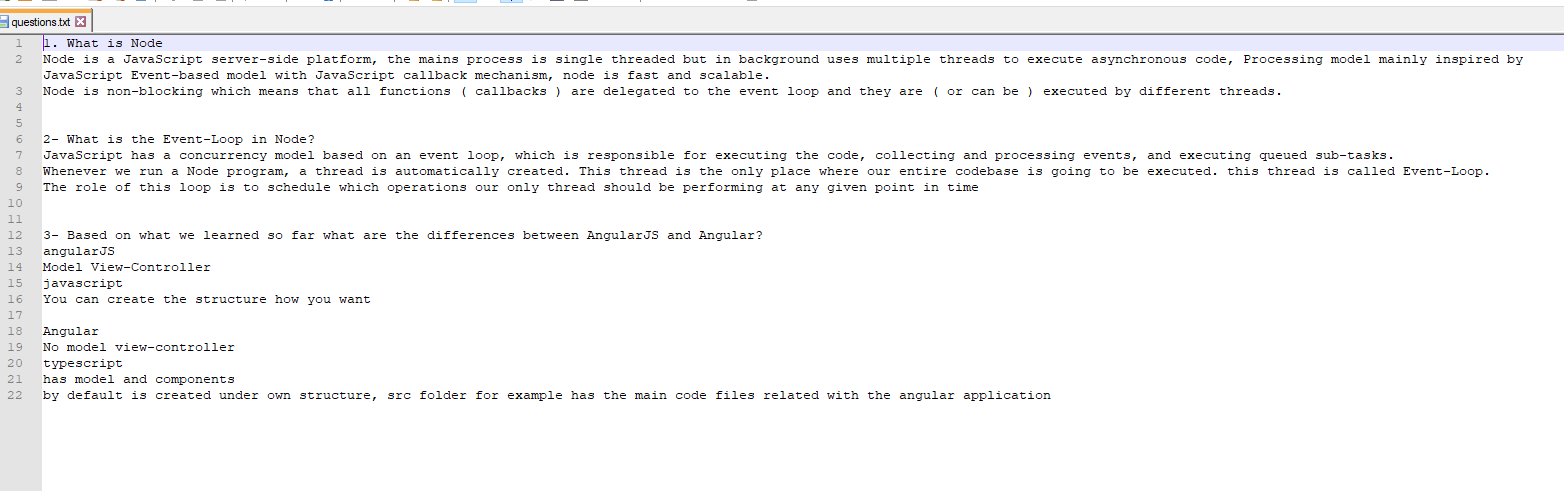 questions.txt
1 1. What is Node
2 Node is a JavaScript server-side platform, the mains process is single threaded but in background uses multiple threads to execute asynchronous code, Processing model mainly inspired by
JavaScript Event-based model with JavaScript callback mechanism, node is fast and scalable.
3 Node is non-blocking which means that all functions ( callbacks ) are delegated to the event loop and they are ( or can be ) executed by different threads.
4
5
6 2- What is the Event-Loop in Node?
7 JavaScript has a concurrency model based on an event loop, which is responsible for executing the code, collecting and processing events, and executing queued sub-tasks.
8 Whenever we run a Node program, a thread is automatically created. This thread is the only place where our entire codebase is going to be executed. this thread is called Event-Loop.
9 The role of this loop is to schedule which operations our only thread should be performing at any given point in time
10
11
12 3- Based on what we learned so far what are the differences between AngularJS and Angular?
13 angularJS
14 Model View-Controller
15 javascript
16 You can create the structure how you want
17
18 Angular
19 No model view-controller
20 typescript
21 has model and components
22 by default is created under own structure, src folder for example has the main code files related with the angular application